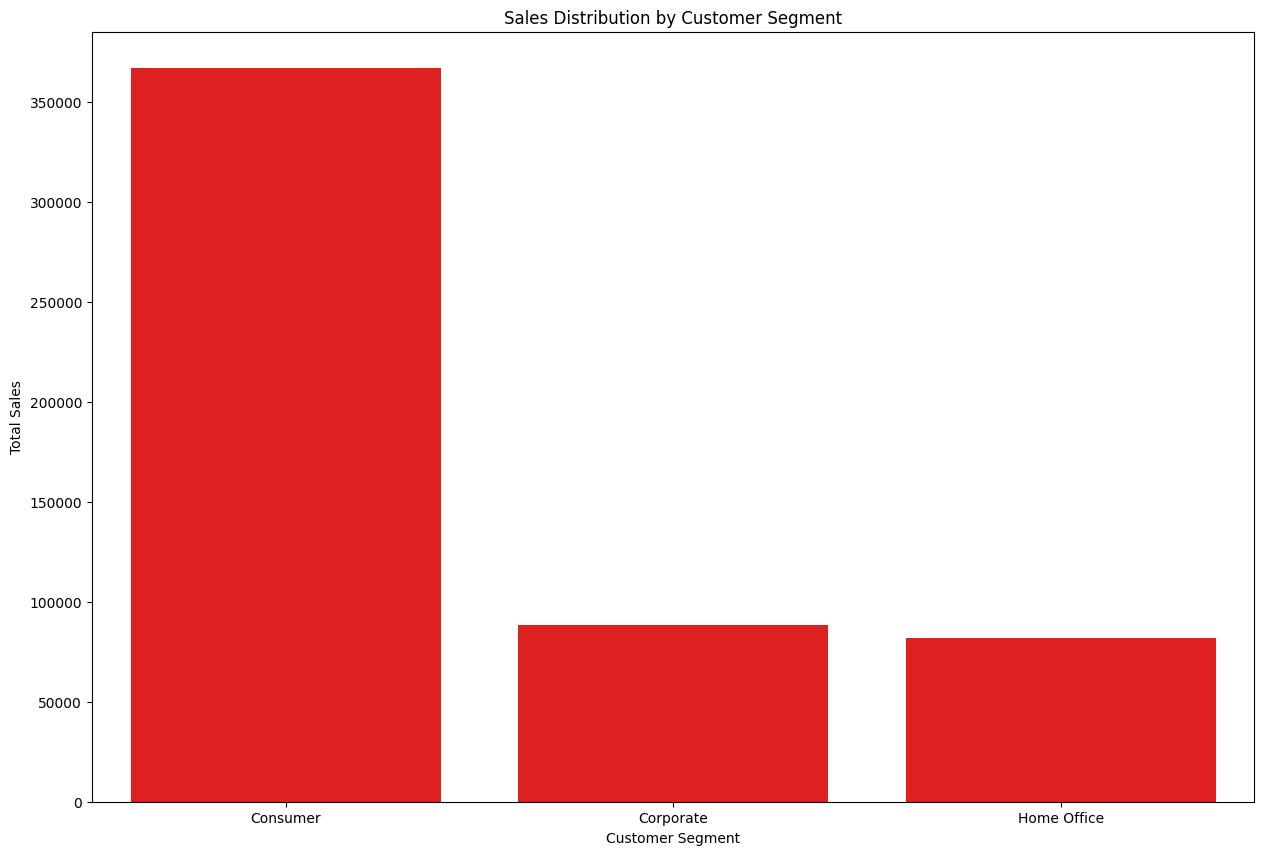 Sales Distribution by Customer Segment
350000
300000
250000
200000
150000
100000
50000
0
Total Sales
Consumer
Corporate
Home Office
Customer Segment